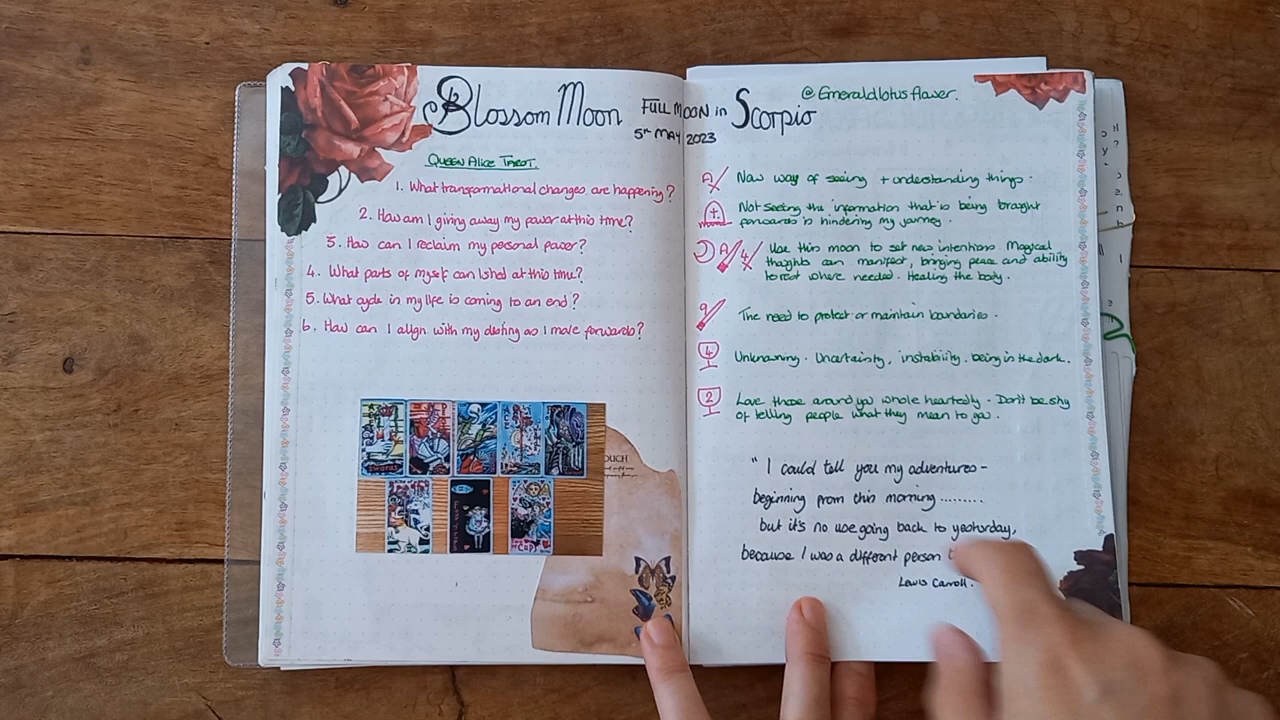 Blossom Moon FULL MOON in Scorpio
5TH MAY 2023
@Emeraldlotusflower.
QUEEN ALICE TAROT.
1. What transformational changes are happening?
2. How am I giving away my power at this time?
3. How can I reclaim my personal power?
4. What parts of myself can I shed at this time?
5. What cycle in my life is coming to an end?
6. How can I align with my destiny as I move forwards?
OUCH
A
New way of seeing + understanding things.
Not seeing the information that is being brought
forwards is hindering my journey.
A 4
Use this moon to set new intentions. Magical
thoughts can manifest, bringing peace and ability
to rest where needed. Healing the body.
9
The need to protect or maintain boundaries.
4
Unknowing. Uncertainty, instability. being in the dark.
2
Love those around you whole heartedly. Don't be shy
of telling people what they mean to you.
"I could tell you my adventures -
beginning from this morning ........
but it's no use going back to yesterday,
because I was a different person
Lewis Carroll.